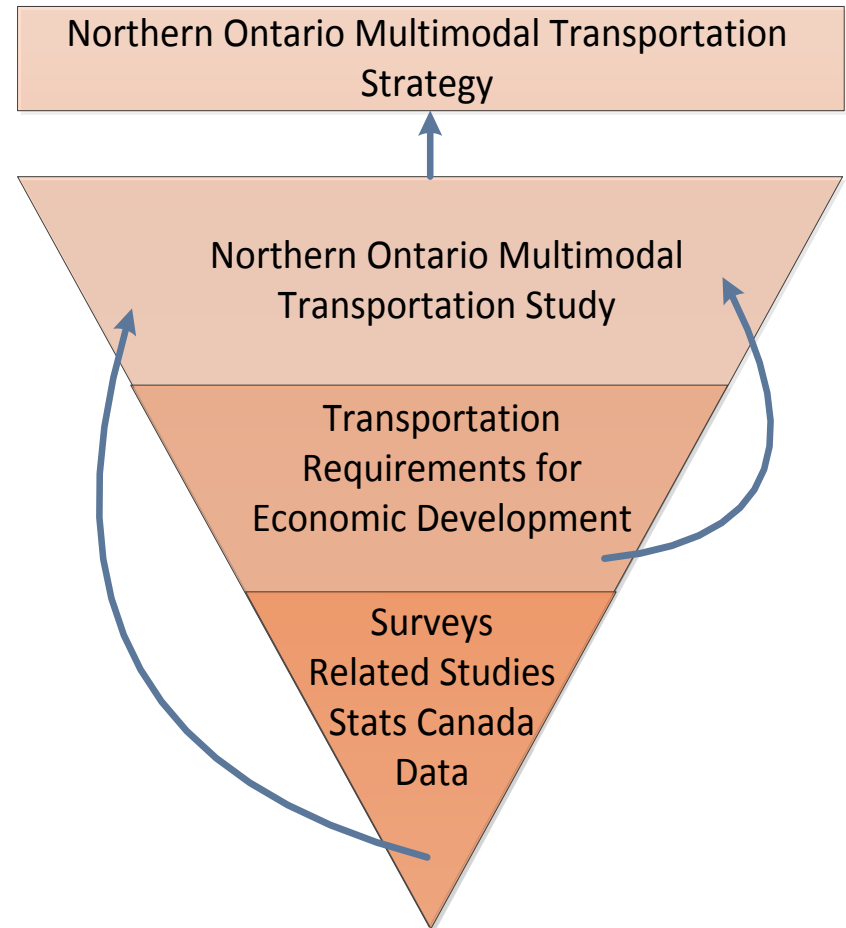 Northern Ontario Multimodal Transportation
Strategy
Northern Ontario Multimodal
Transportation Study
Transportation
Requirements for
Economic Development
Surveys
Related Studies
Stats Canada
Data